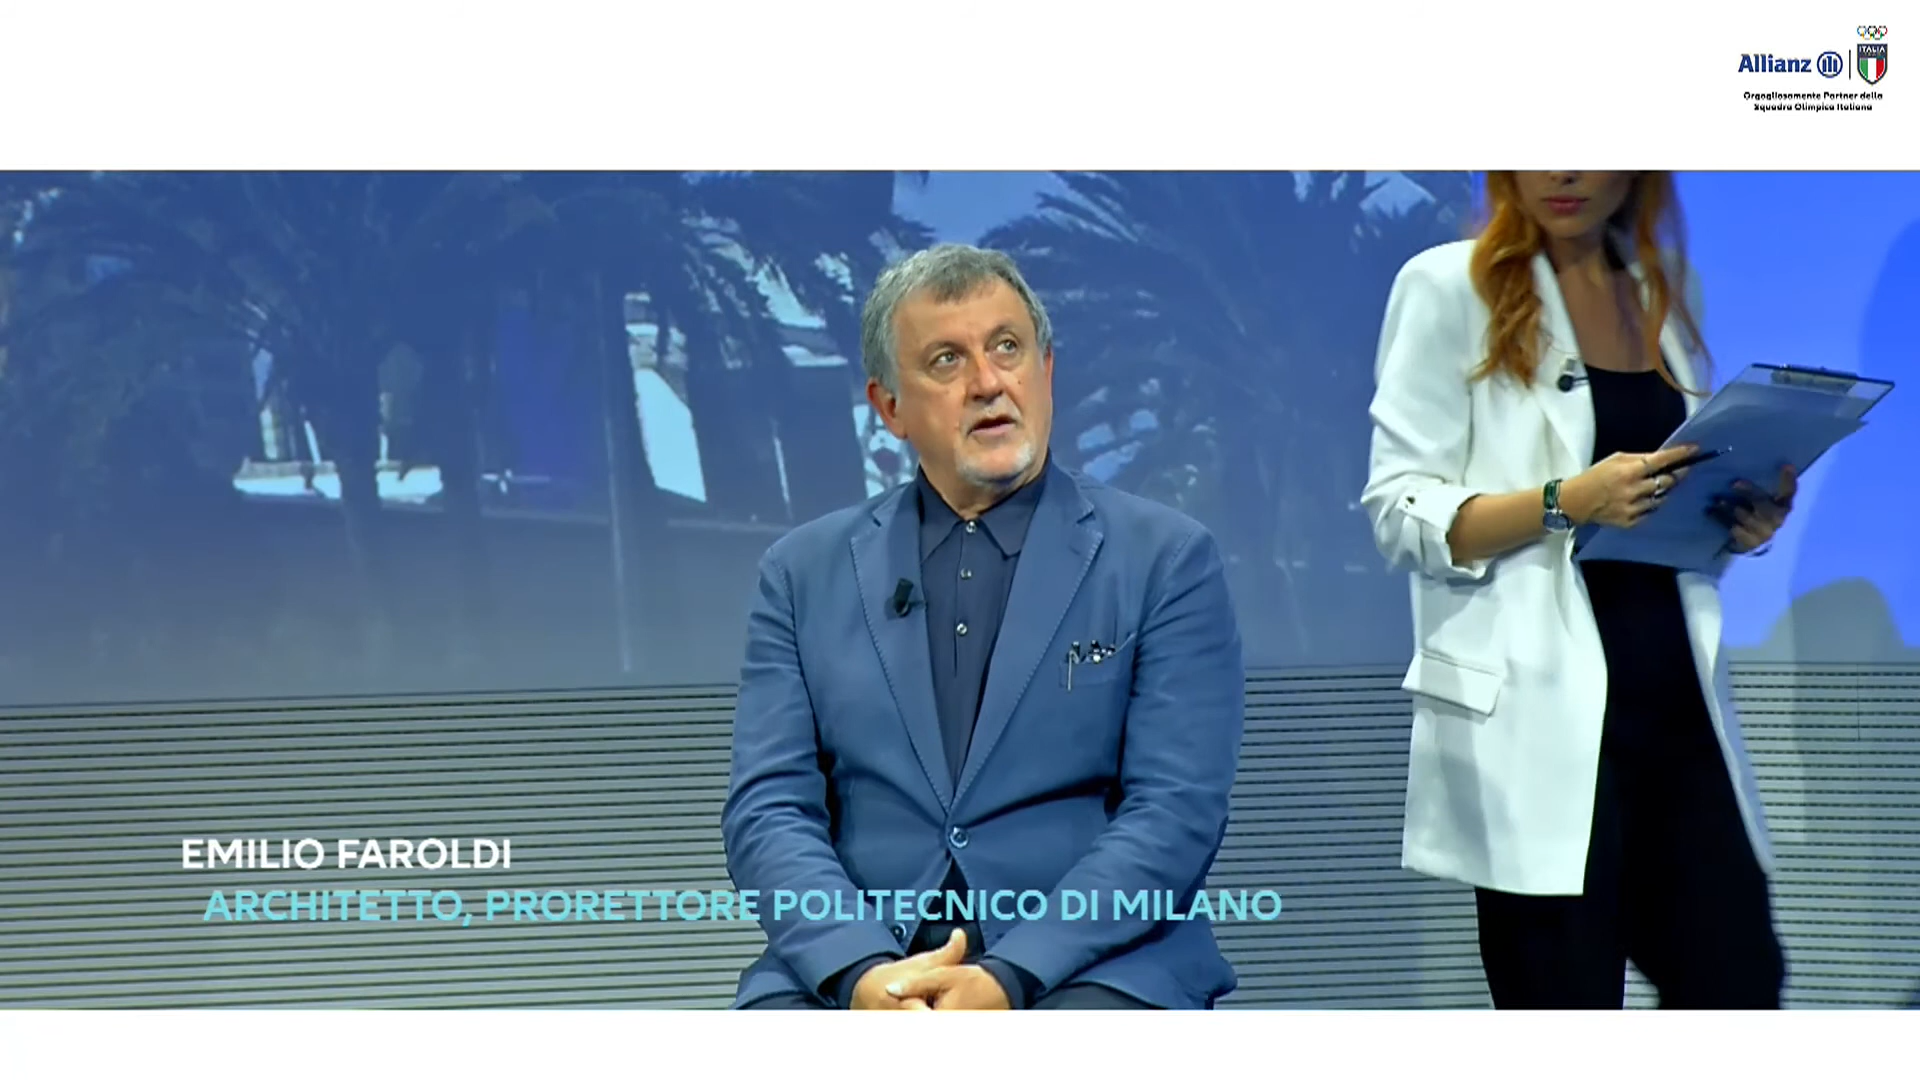 Allianz
ITALIA
Orgogliosamente Partner della
Squadra Olimpica Italiana
EMILIO FAROLDI
ARCHITETTO, PRORETTORE POLITECNICO DI MILANO